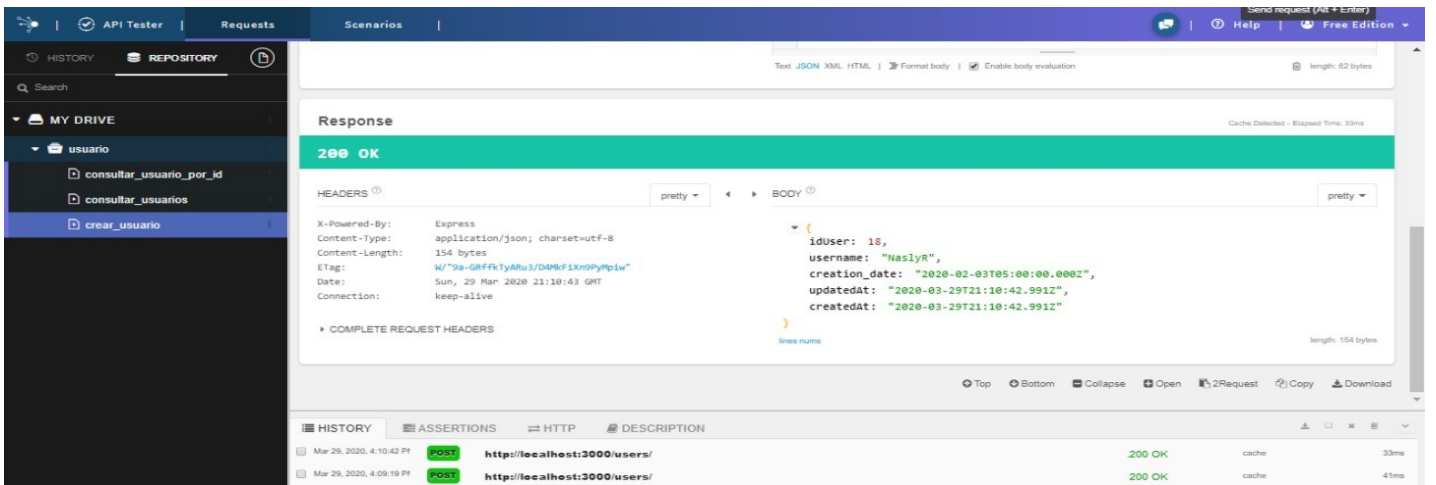 Send request (Alt + Enter)
API Tester
Requests
Scenarios
Help
Free Edition
HISTORY
REPOSITORY
Search
MY DRIVE
usuario
consultar_usuario_por_id
consultar_usuarios
crear_usuario
Text JSON XML HTML | Format body | Enable body evaluation
length: 82 bytes
Response
Cache Detected - Elapsed Time: 33ms
200 OK
HEADERS
pretty
BODY
pretty
X-Powered-By: Express
Content-Type: application/json; charset=utf-8
Content-Length: 154 bytes
ETag: W/"9a-GRffkTyARu3/D4MkFiXn9PyMpiw"
Date: Sun, 29 Mar 2020 21:10:43 GMT
Connection: keep-alive
COMPLETE REQUEST HEADERS
{
idUser: 18,
username: "NaslyR",
creation_date: "2020-02-03T05:00:00.000Z",
updatedAt: "2020-03-29T21:10:42.991Z",
createdAt: "2020-03-29T21:10:42.991Z"
}
lines nums
length: 154 bytes
Top Bottom Collapse Open 2Request Copy Download
HISTORY
ASSERTIONS
HTTP
DESCRIPTION
Mar 29, 2020, 4:10:42 PM POST http://localhost:3000/users/ 200 OK cache 33ms
Mar 29, 2020, 4:09:19 PM POST http://localhost:3000/users/ 200 OK cache 41ms